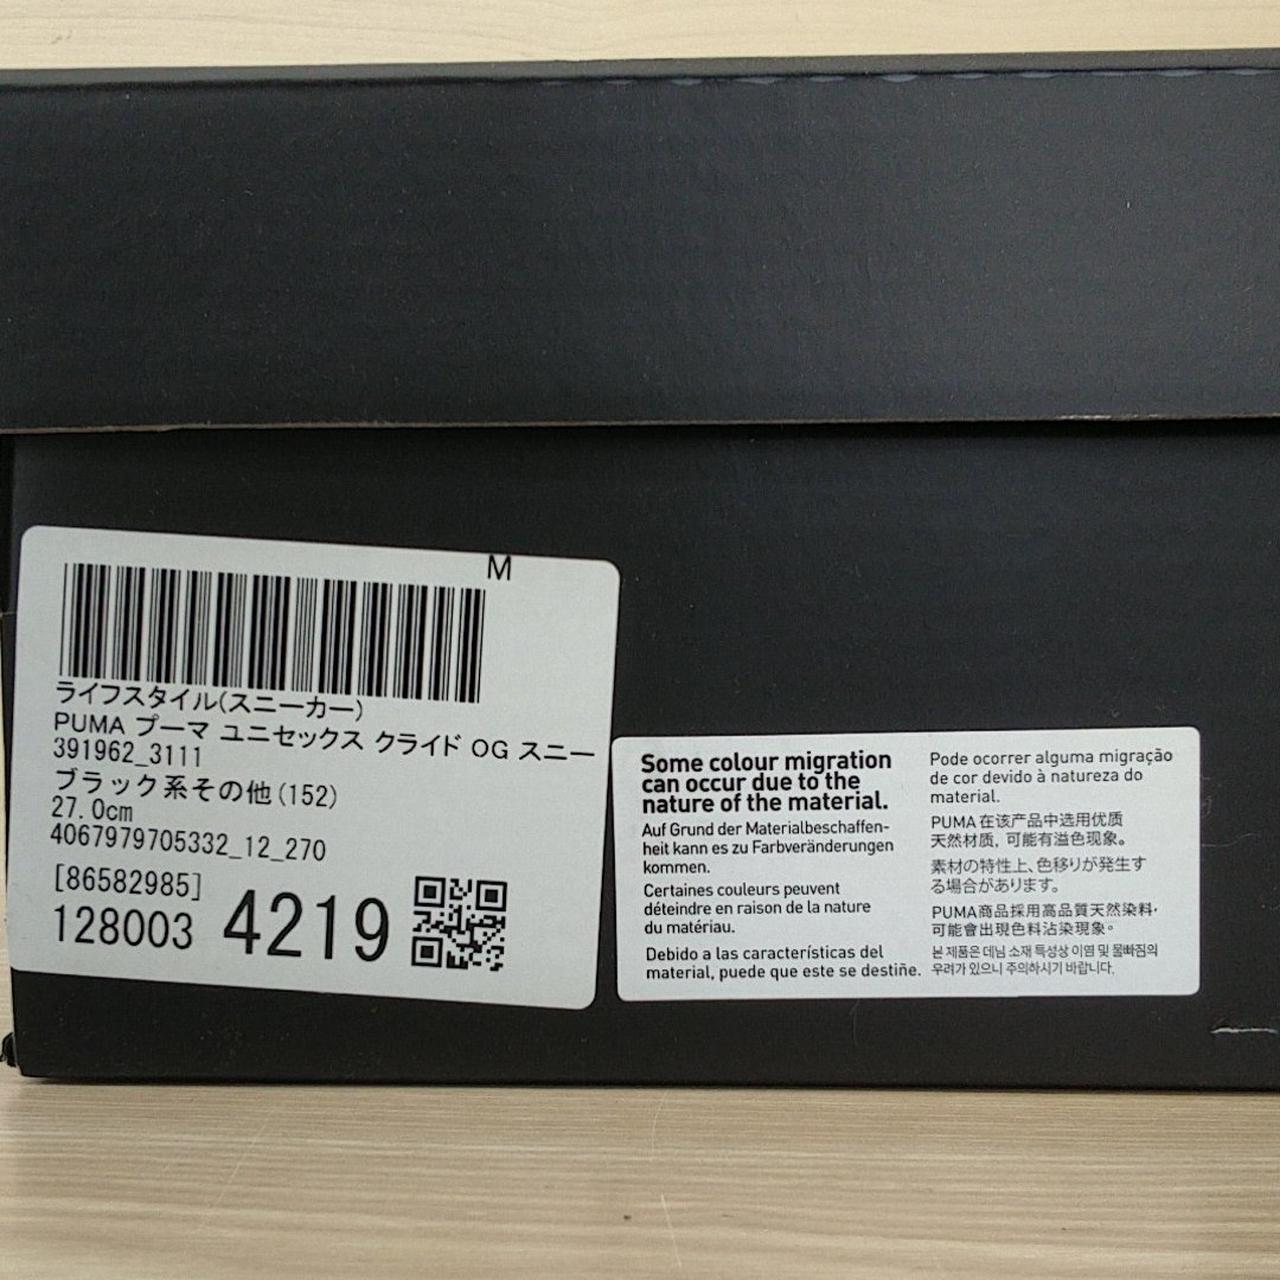 M
ライフスタイル(スニーカー)
PUMA プーマ ユニセックス クライド OG スニー
391962_3111
ブラック系その他(152)
27.0cm
4067979705332_12_270
[86582985]
128003 4219
Some colour migration
can occur due to the
nature of the material.
Auf Grund der Materialbeschaffen-
heit kann es zu Farbveränderungen
kommen.
Certaines couleurs peuvent
déteindre en raison de la nature
du matériau.
Debido a las características del
material, puede que este se destiñe.
Pode ocorrer alguma migração
de cor devido à natureza do
material.
PUMA 在该产品中选用优质
天然材质, 可能有溢色现象。
素材の特性上、色移りが発生す
る場合があります。
PUMA商品採用高品質天然染料,
可能會出現色料沾染現象。
본 제품은 데님 소재 특성상 이염 및 물빠짐의
우려가 있으니 주의하시기 바랍니다.